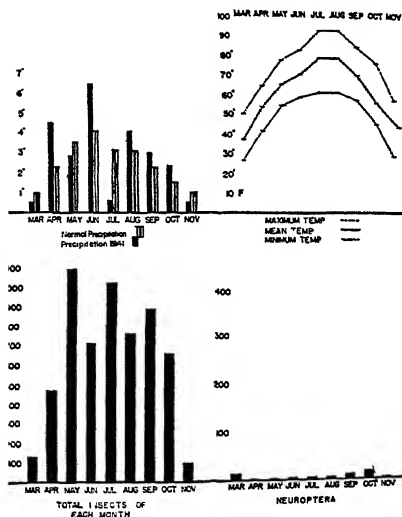 MAR APR MAY JUN JUL AUG SEP OCT NOV
100
90°
80°
70°
60°
50°
40°
30°
20°
10 F
7"
6"
5"
4"
3"
2"
1"
MAR APR MAY JUN JUL AUG SEP OCT NOV
Normal Precipitation
Precipitation 1941
MAXIMUM TEMP
MEAN TEMP
MINIMUM TEMP
400
300
200
100
MAR APR MAY JUN JUL AUG SEP OCT NOV
TOTAL INSECTS OF
EACH MONTH
MAR APR MAY JUN JUL AUG SEP OCT NOV
NEUROPTERA